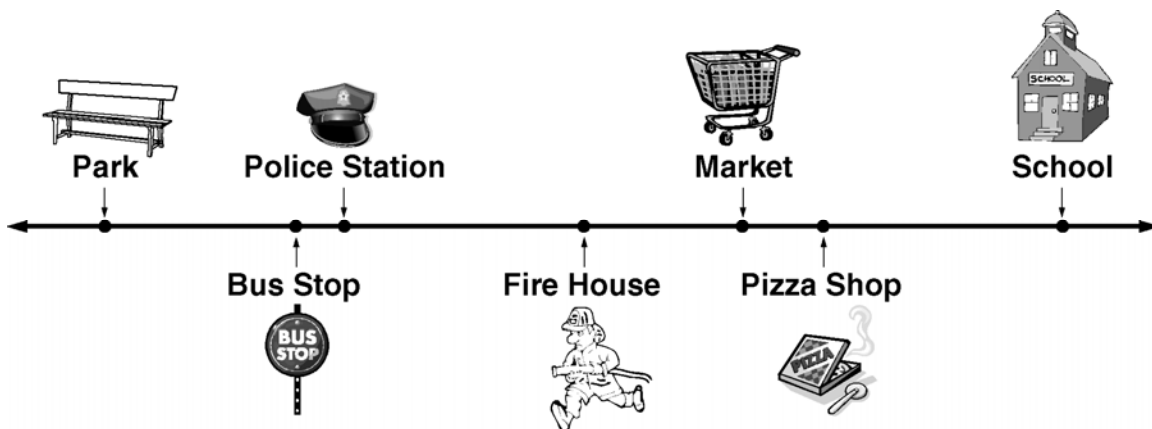 SCHOOL
Park
Police Station
Market
School
Bus Stop
Fire House
Pizza Shop
BUS
STOP
PIZZA